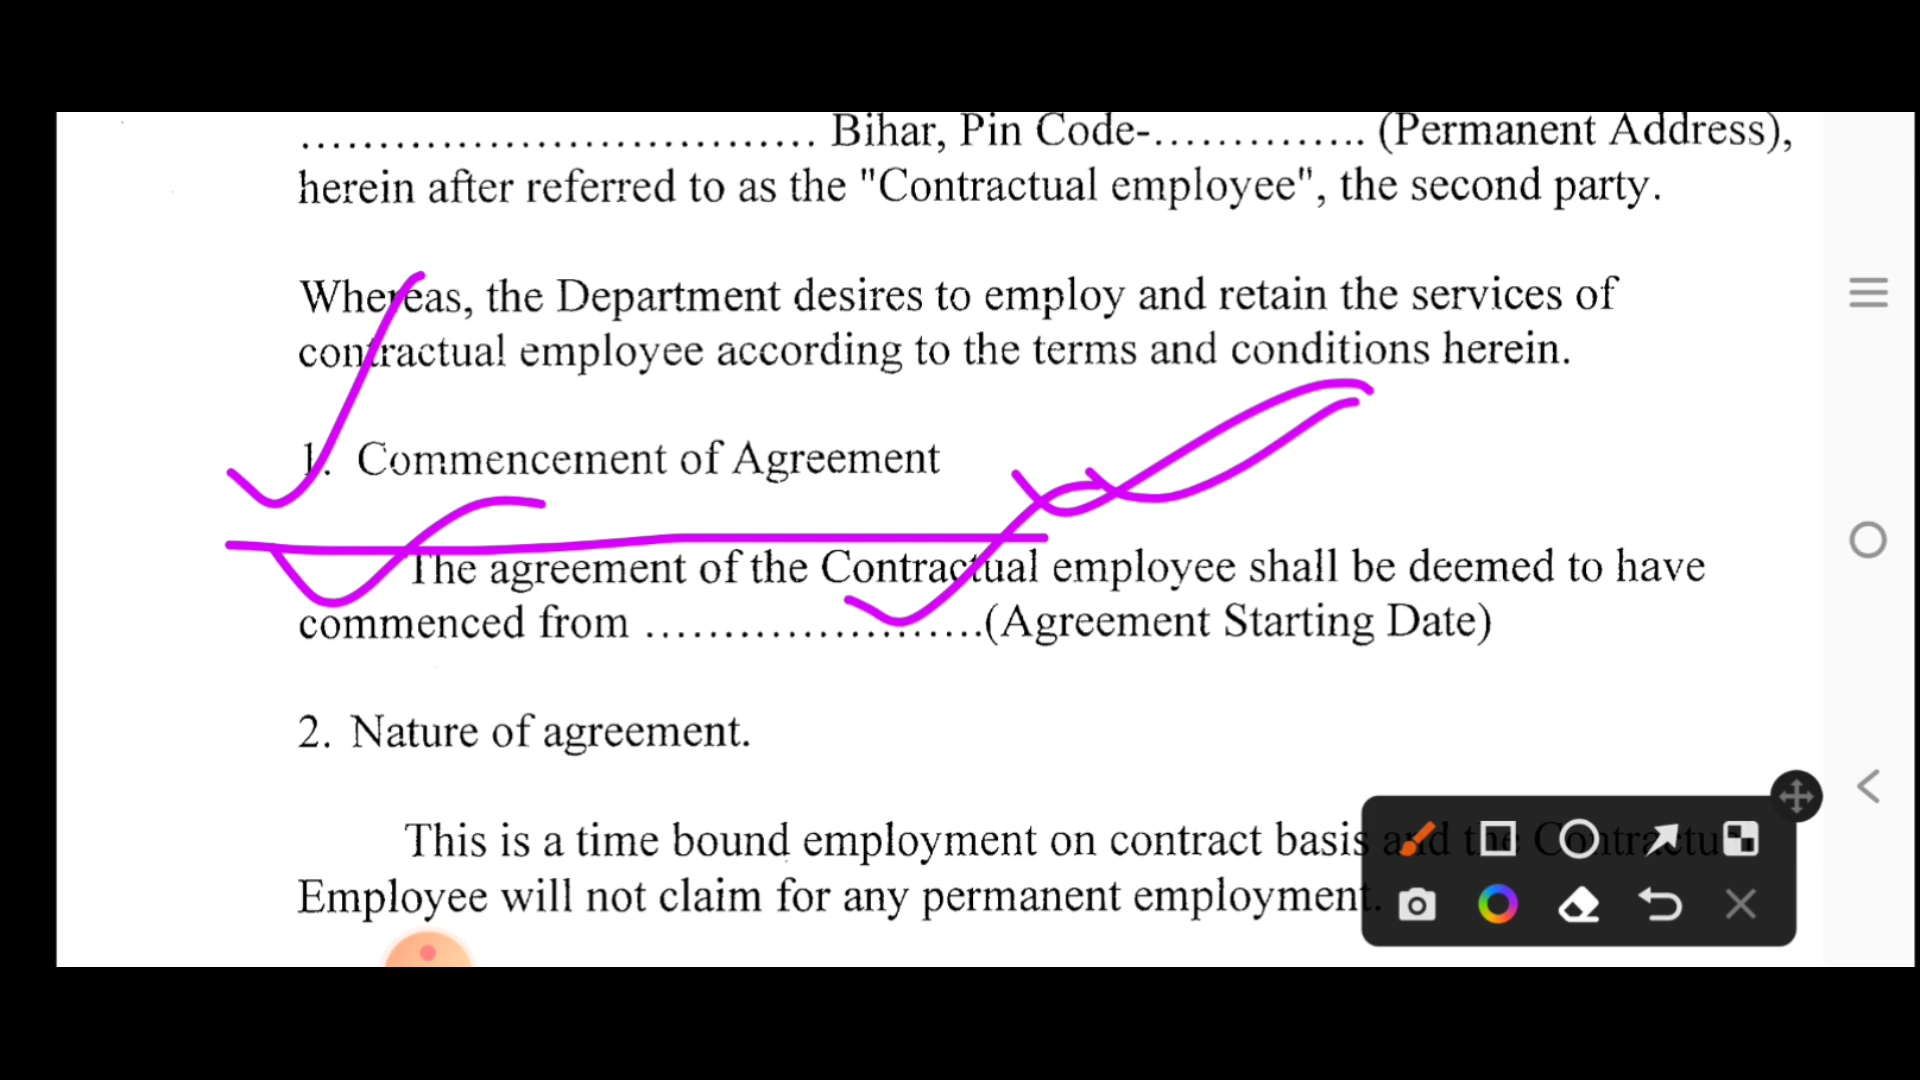 ................................. Bihar, Pin Code-.............. (Permanent Address),
herein after referred to as the "Contractual employee", the second party.
Whereas, the Department desires to employ and retain the services of
contractual employee according to the terms and conditions herein.
1. Commencement of Agreement
The agreement of the Contractual employee shall be deemed to have
commenced from ......................(Agreement Starting Date)
2. Nature of agreement.
This is a time bound employment on contract basis and the Contractu
Employee will not claim for any permanent employment.